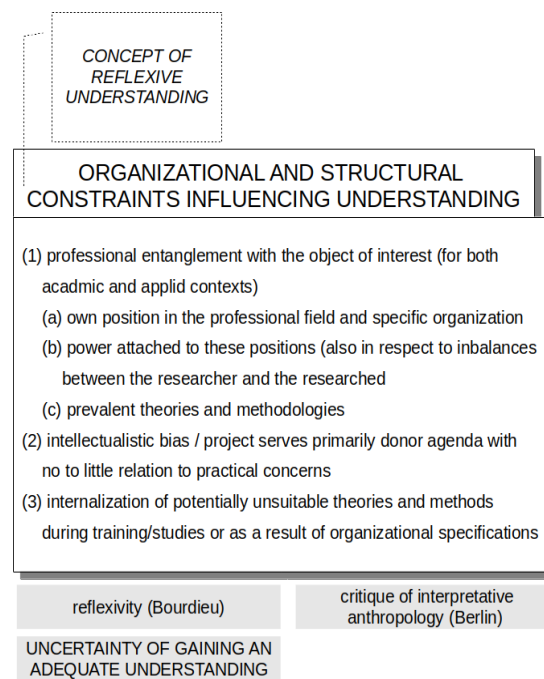 CONCEPT OF
REFLEXIVE
UNDERSTANDING
ORGANIZATIONAL AND STRUCTURAL
CONSTRAINTS INFLUENCING UNDERSTANDING
(1) professional entanglement with the object of interest (for both
acadmic and applid contexts)
(a) own position in the professional field and specific organization
(b) power attached to these positions (also in respect to inbalances
between the researcher and the researched
(c) prevalent theories and methodologies
(2) intellectualistic bias / project serves primarily donor agenda with
no to little relation to practical concerns
(3) internalization of potentially unsuitable theories and methods
during training/studies or as a result of organizational specifications
reflexivity (Bourdieu)
critique of interpretative
anthropology (Berlin)
UNCERTAINTY OF GAINING AN
ADEQUATE UNDERSTANDING